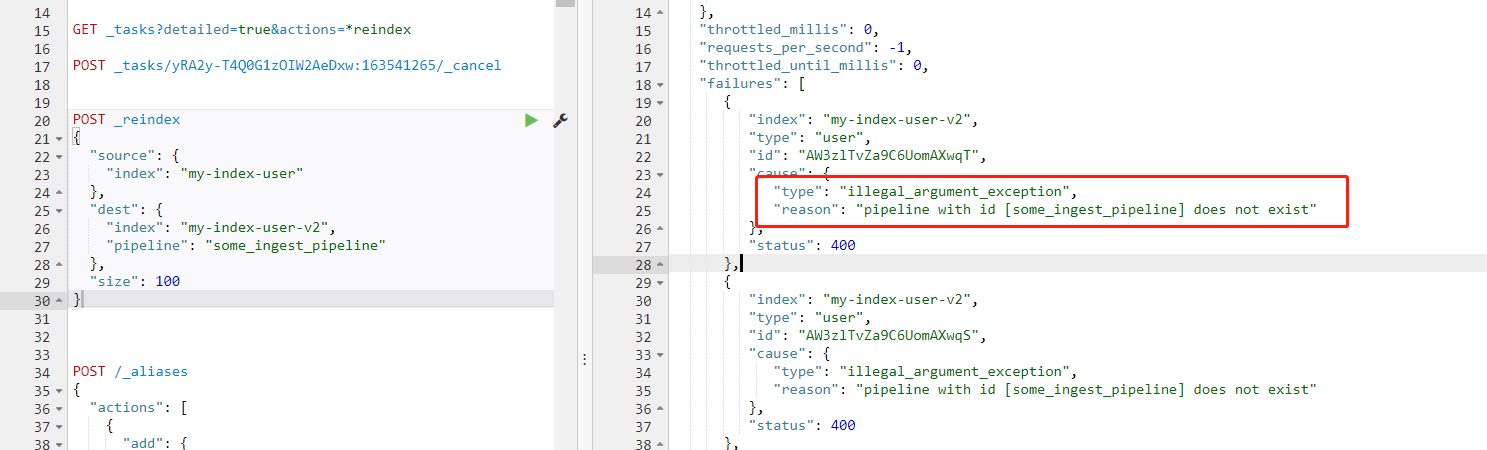 14
15 GET _tasks?detailed=true&actions=*reindex
16
17 POST _tasks/yRA2y-T4Q0G1zOIW2AeDxw:163541265/_cancel
18
19
20 POST _reindex
21 {
22 "source": {
23 "index": "my-index-user"
24 },
25 "dest": {
26 "index": "my-index-user-v2",
27 "pipeline": "some_ingest_pipeline"
28 },
29 "size": 100
30 }
31
32
33
34 POST /_aliases
35 {
36 "actions": [
37 {
38 "add": {
14 },
15 "throttled_millis": 0,
16 "requests_per_second": -1,
17 "throttled_until_millis": 0,
18 "failures": [
19 {
20 "index": "my-index-user-v2",
21 "type": "user",
22 "id": "AW3zlTvZa9C6UomAXwqT",
23 "cause": {
24 "type": "illegal_argument_exception",
25 "reason": "pipeline with id [some_ingest_pipeline] does not exist"
26 },
27 "status": 400
28 },
29 {
30 "index": "my-index-user-v2",
31 "type": "user",
32 "id": "AW3zlTvZa9C6UomAXwqS",
33 "cause": {
34 "type": "illegal_argument_exception",
35 "reason": "pipeline with id [some_ingest_pipeline] does not exist"
36 },
37 "status": 400
38 },